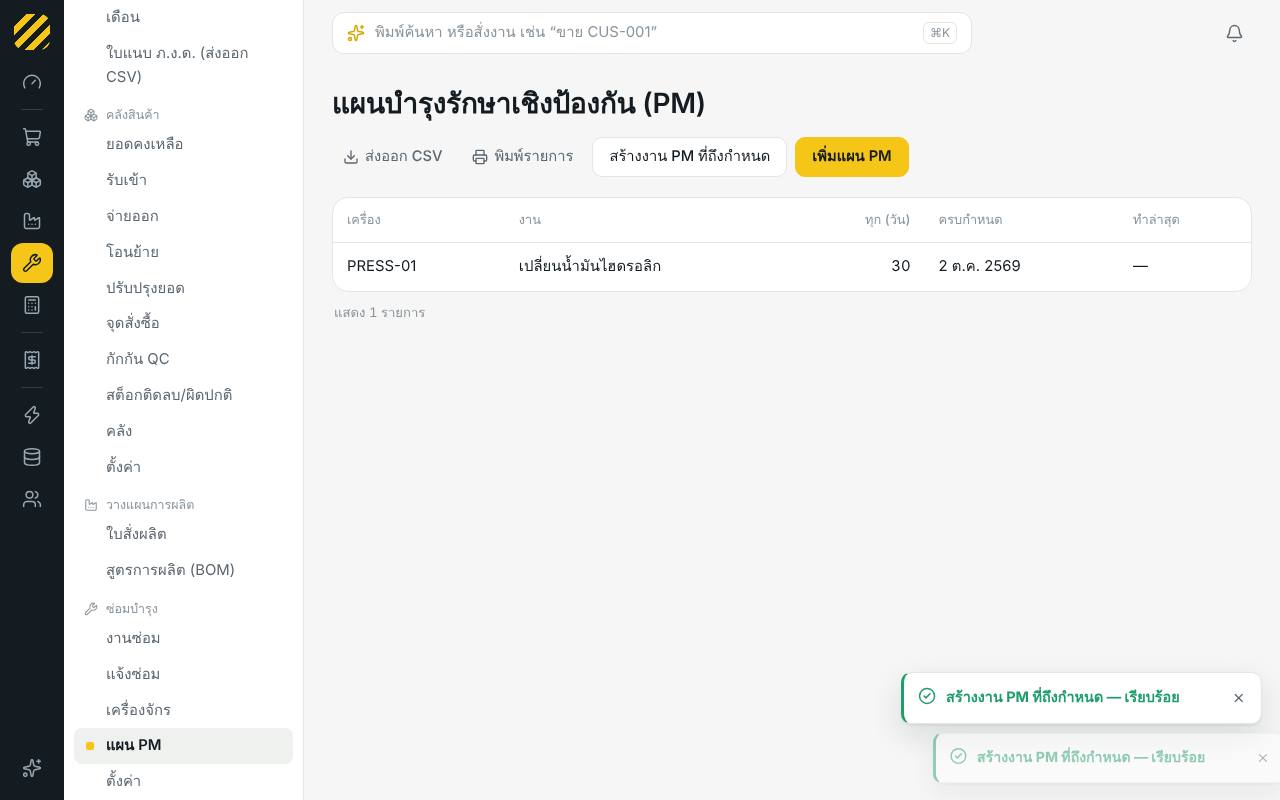 เดือน
ใบแนบ ภ.ง.ด. (ส่งออก
CSV)
คลังสินค้า
ยอดคงเหลือ
รับเข้า
จ่ายออก
โอนย้าย
ปรับปรุงยอด
จุดสั่งซื้อ
กักกัน QC
สต็อกติดลบ/ผิดปกติ
คลัง
ตั้งค่า
วางแผนการผลิต
ใบสั่งผลิต
สูตรการผลิต (BOM)
ซ่อมบำรุง
งานซ่อม
แจ้งซ่อม
เครื่องจักร
แผน PM
ตั้งค่า
พิมพ์ค้นหา หรือสั่งงาน เช่น “ขาย CUS-001” ⌘K
แผนบำรุงรักษาเชิงป้องกัน (PM)
ส่งออก CSV พิมพ์รายการ สร้างงาน PM ที่ถึงกำหนด เพิ่มแผน PM
เครื่อง งาน ทุก (วัน) ครบกำหนด ทำล่าสุด
PRESS-01 เปลี่ยนน้ำมันไฮดรอลิก 30 2 ต.ค. 2569 —
แสดง 1 รายการ
สร้างงาน PM ที่ถึงกำหนด — เรียบร้อย
สร้างงาน PM ที่ถึงกำหนด — เรียบร้อย